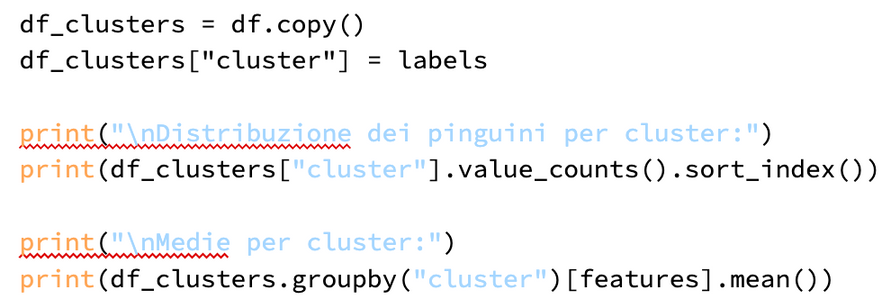 df_clusters = df.copy()
df_clusters["cluster"] = labels
print("\nDistribuzione dei pinguini per cluster:")
print(df_clusters["cluster"].value_counts().sort_index())
print("\nMedie per cluster:")
print(df_clusters.groupby("cluster")[features].mean())